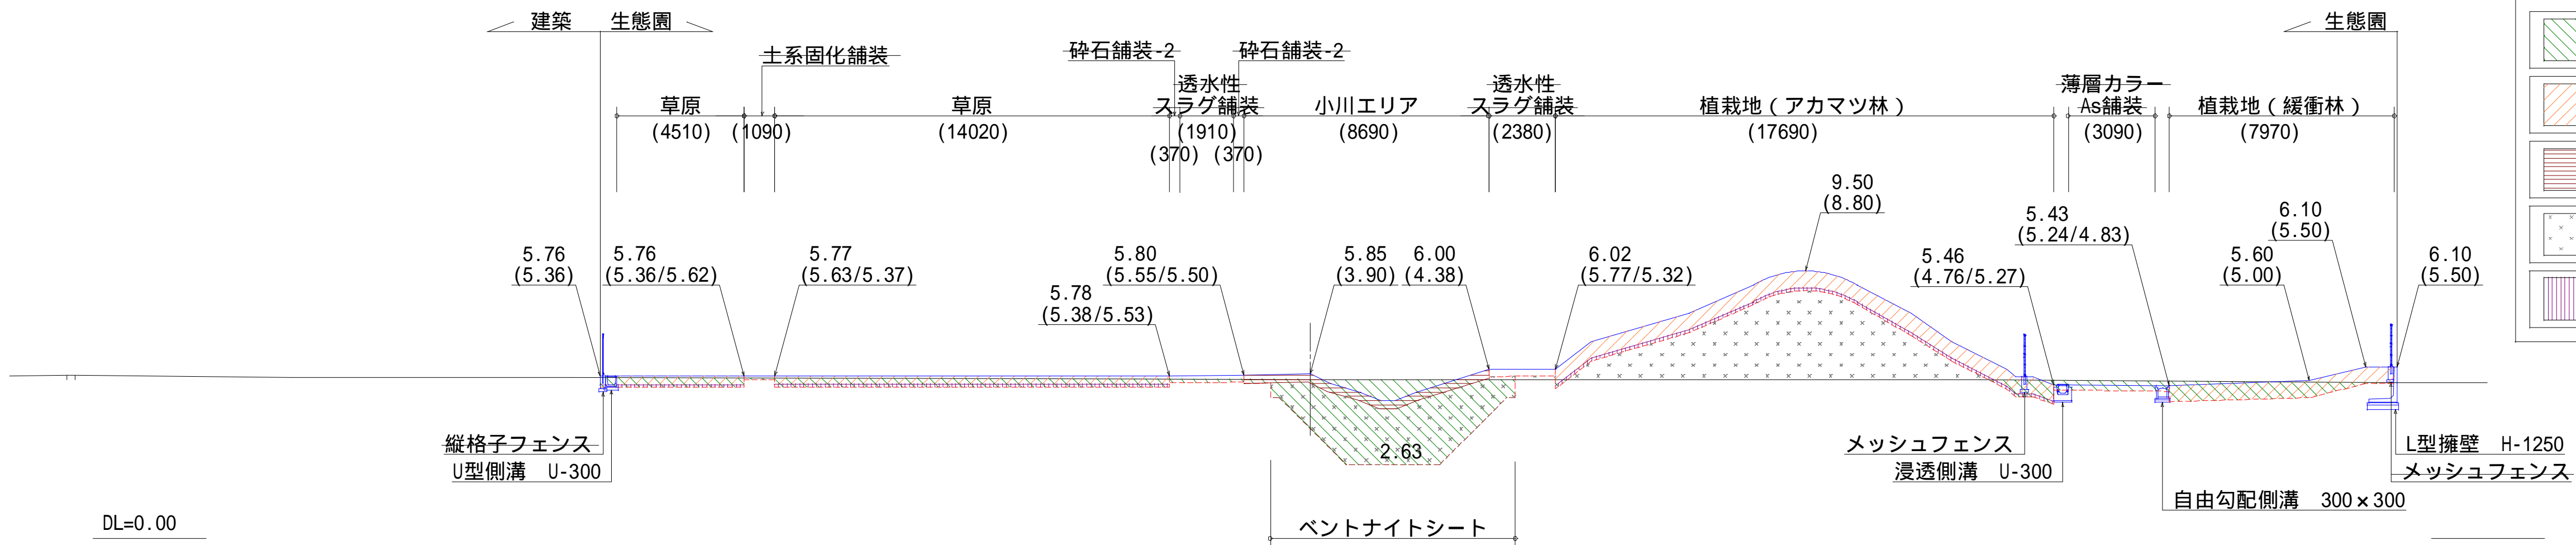 建築 生態園
生態園
土系固化舗装
砕石舗装-2
砕石舗装-2
透水性
スラグ舗装
透水性
スラグ舗装
薄層カラー
As舗装
草原
(4510)
(1090)
草原
(14020)
(370)
(1910)
(370)
小川エリア
(8690)
(2380)
植栽地(アカマツ林)
(17690)
(3090)
植栽地(緩衝林)
(7970)
5.76
(5.36)
5.76
(5.36/5.62)
5.77
(5.63/5.37)
5.78
(5.38/5.53)
5.80
(5.55/5.50)
5.85
(3.90)
6.00
(4.38)
6.02
(5.77/5.32)
9.50
(8.80)
5.46
(4.76/5.27)
5.43
(5.24/4.83)
5.60
(5.00)
6.10
(5.50)
6.10
(5.50)
2.63
縦格子フェンス
U型側溝 U-300
メッシュフェンス
浸透側溝 U-300
自由勾配側溝 300×300
L型擁壁 H-1250
メッシュフェンス
ベントナイトシート
DL=0.00